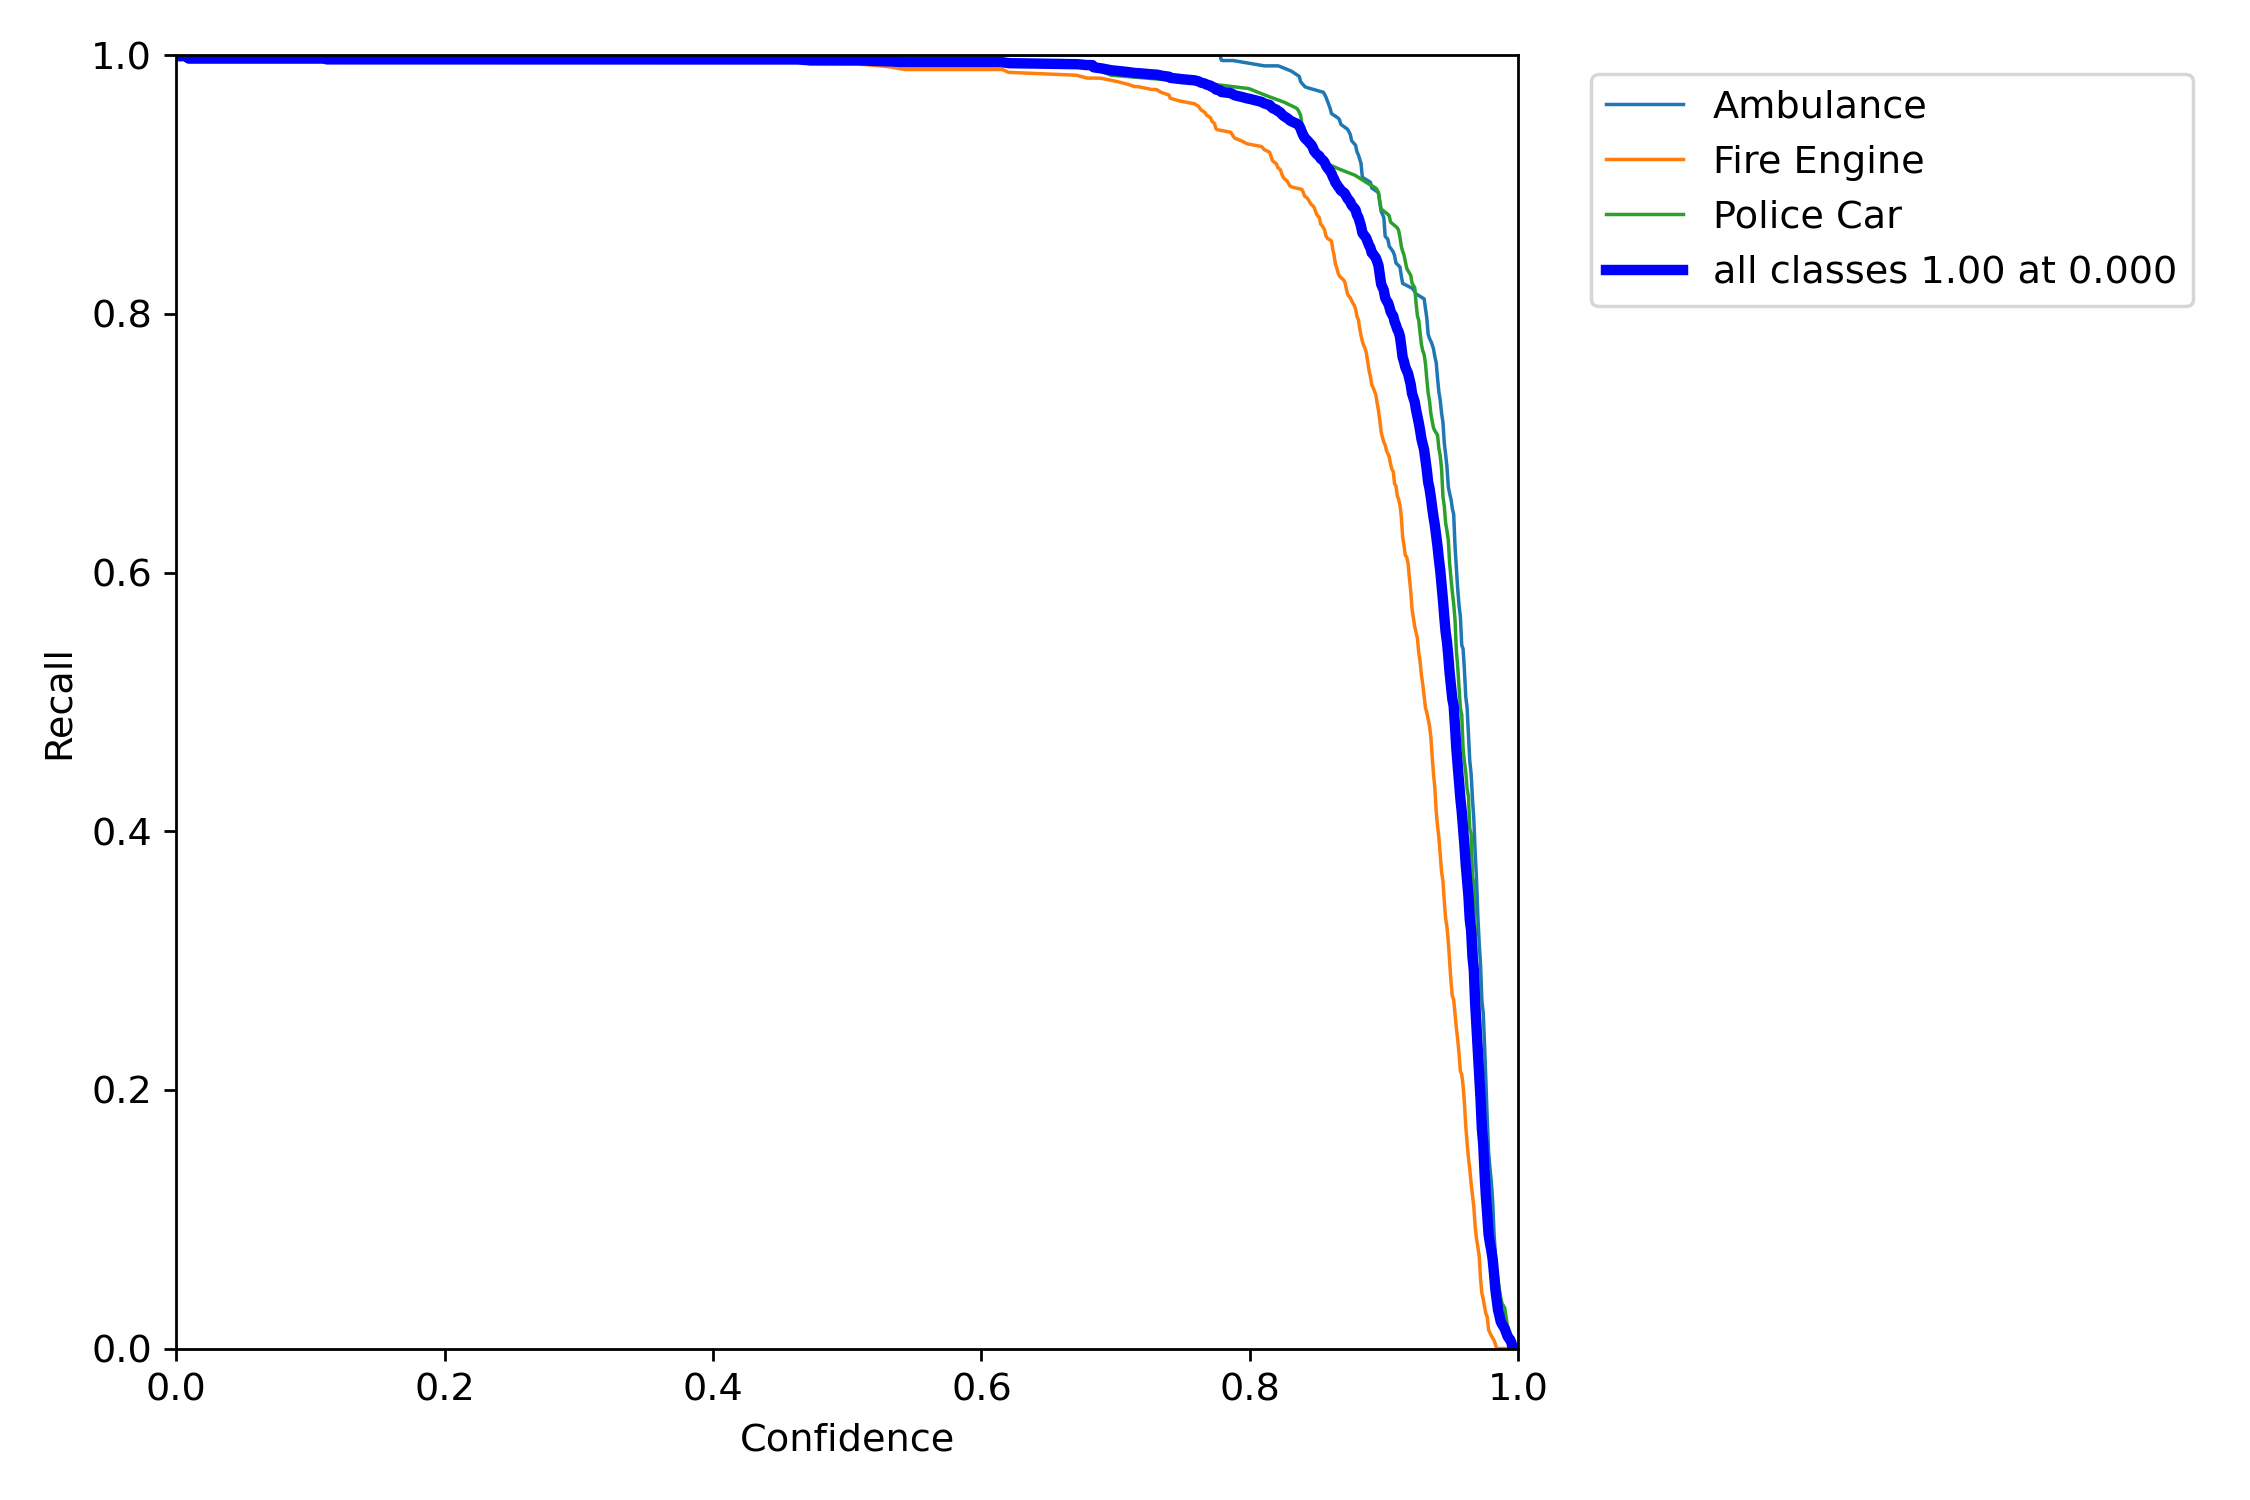 1.0
0.8
0.6
0.4
0.2
0.0
Recall
0.0 0.2 0.4 0.6 0.8 1.0
Confidence
Ambulance
Fire Engine
Police Car
all classes 1.00 at 0.000